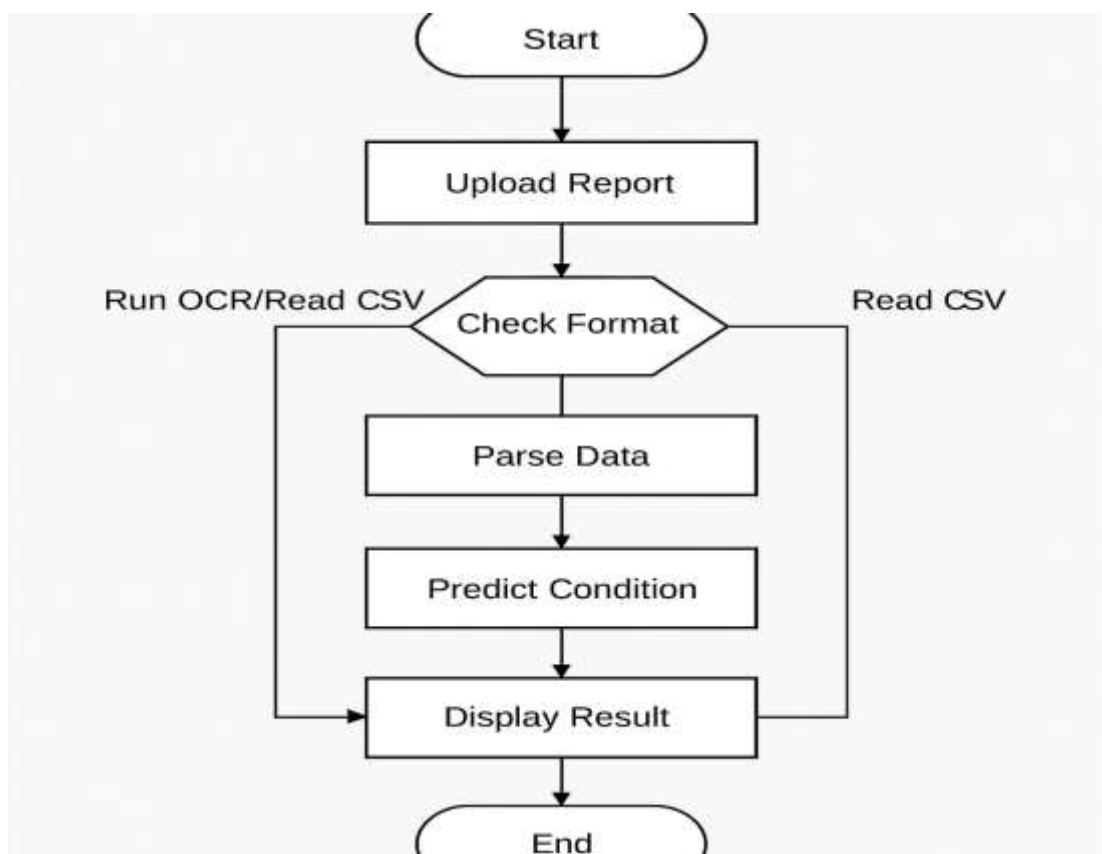 Start
Upload Report
Run OCR/Read CSV
Check Format
Read CSV
Parse Data
Predict Condition
Display Result
End